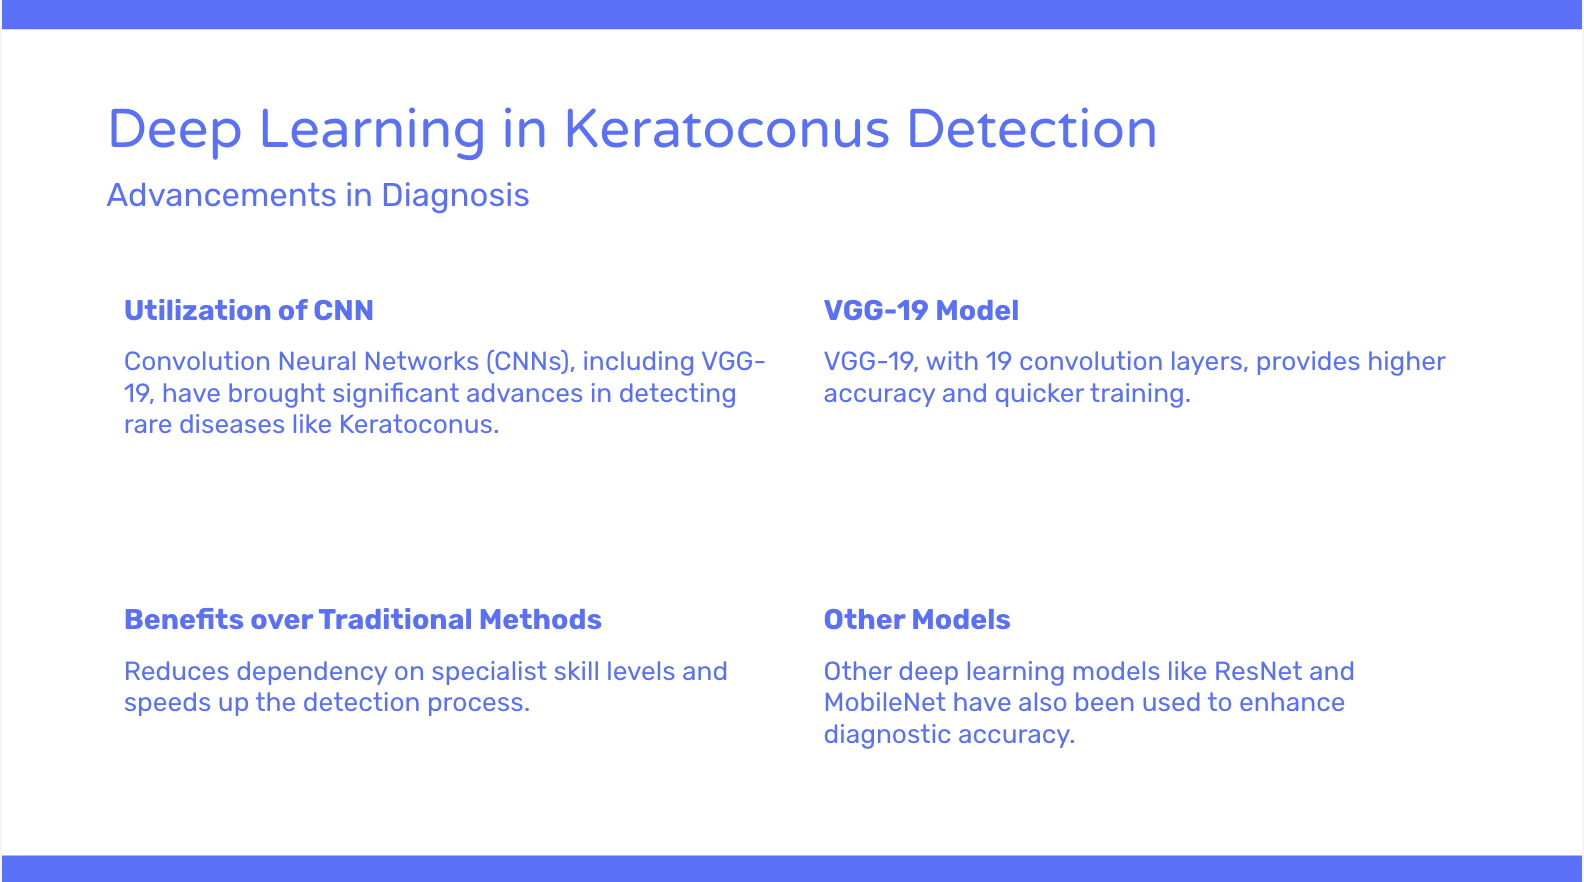 Deep Learning in Keratoconus Detection
Advancements in Diagnosis
Utilization of CNN
Convolution Neural Networks (CNNs), including VGG-
19, have brought significant advances in detecting
rare diseases like Keratoconus.
VGG-19 Model
VGG-19, with 19 convolution layers, provides higher
accuracy and quicker training.
Benefits over Traditional Methods
Reduces dependency on specialist skill levels and
speeds up the detection process.
Other Models
Other deep learning models like ResNet and
MobileNet have also been used to enhance
diagnostic accuracy.